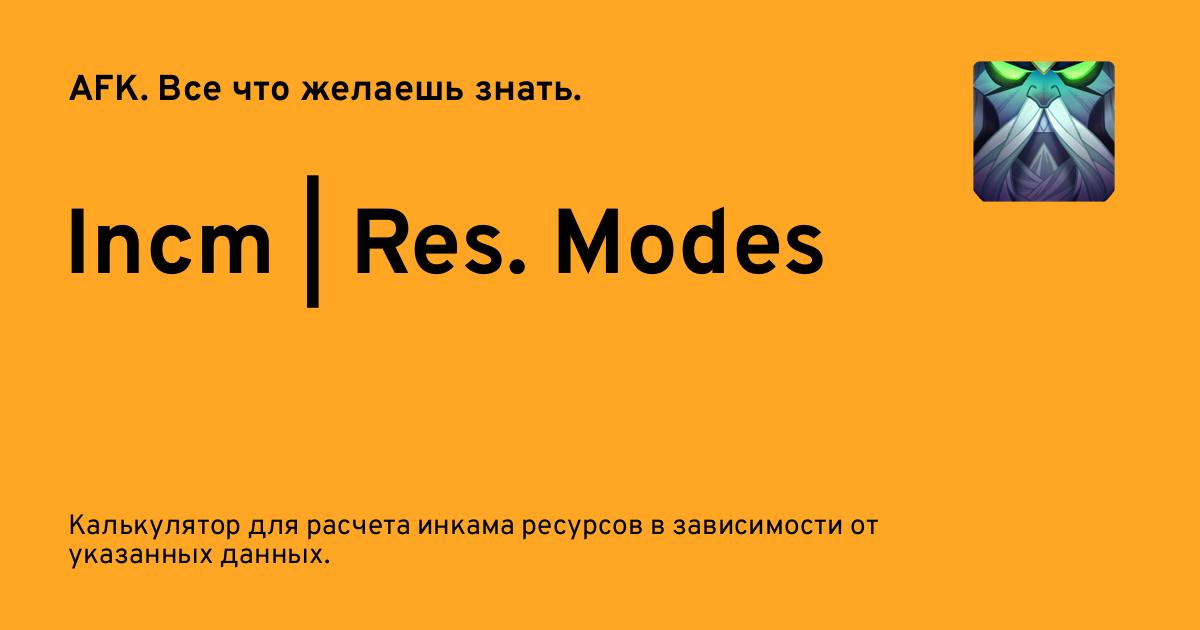 AFK. Все что желаешь знать.
Incm | Res. Modes
Калькулятор для расчета инкама ресурсов в зависимости от
указанных данных.